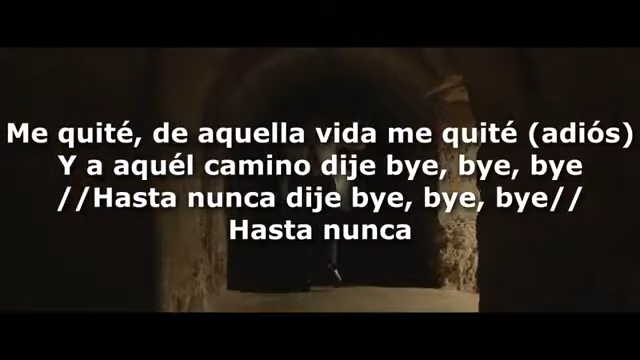 Me quité, de aquella vida me quité (adiós)
Y a aquél camino dije bye, bye, bye
//Hasta nunca dije bye, bye, bye//
Hasta nunca